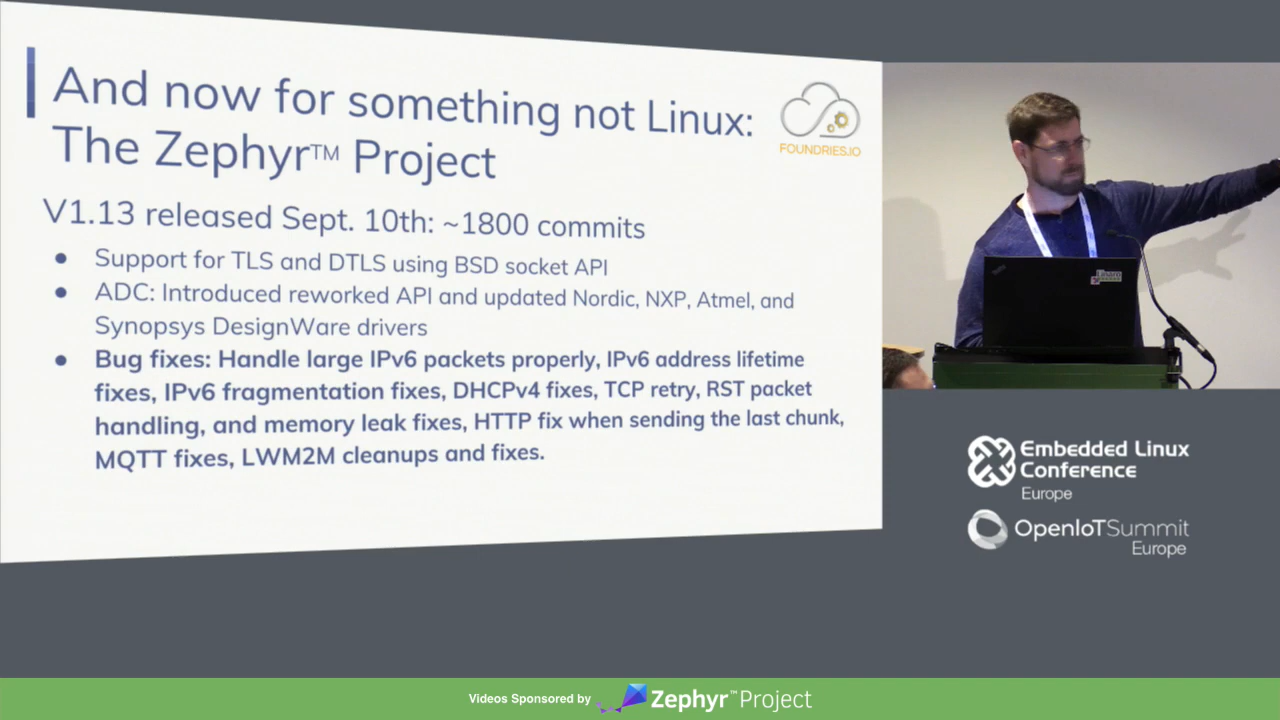 And now for something not Linux:
The Zephyr™ Project
FOUNDRIES.IO
V1.13 released Sept. 10th: ~1800 commits
● Support for TLS and DTLS using BSD socket API
● ADC: Introduced reworked API and updated Nordic, NXP, Atmel, and
Synopsys DesignWare drivers
● Bug fixes: Handle large IPv6 packets properly, IPv6 address lifetime
fixes, IPv6 fragmentation fixes, DHCPv4 fixes, TCP retry, RST packet
handling, and memory leak fixes, HTTP fix when sending the last chunk,
MQTT fixes, LWM2M cleanups and fixes.
Linaro
Embedded Linux
Conference
Europe
OpenIoTSummit
Europe
Videos Sponsored by Zephyr™Project